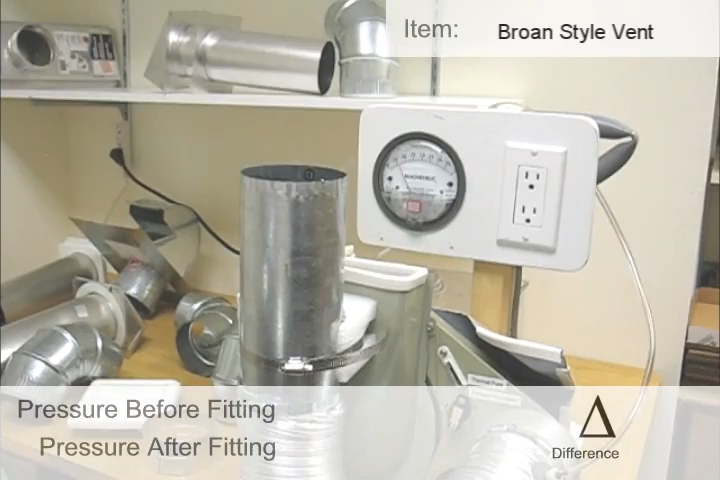 Item:
Broan Style Vent
MAGNEHELIC
Pressure Before Fitting
Pressure After Fitting
Δ
Difference